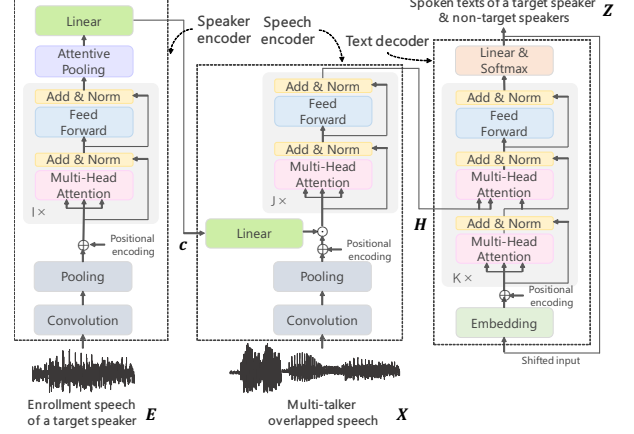 Spoken texts of a target speaker
& non-target speakers
Z
Linear
Speaker
encoder
Speech
encoder
Text decoder
Attentive
Pooling
Add & Norm
Feed
Forward
Add & Norm
Multi-Head
Attention
I ×
Positional
encoding
Pooling
Convolution
Enrollment speech
of a target speaker
E
c
Add & Norm
Feed
Forward
Add & Norm
Multi-Head
Attention
J ×
Linear
Positional
encoding
Pooling
Convolution
Multi-talker
overlapped speech
X
H
Linear &
Softmax
Add & Norm
Feed
Forward
Add & Norm
Multi-Head
Attention
Add & Norm
Multi-Head
Attention
K ×
Positional
encoding
Embedding
Shifted input